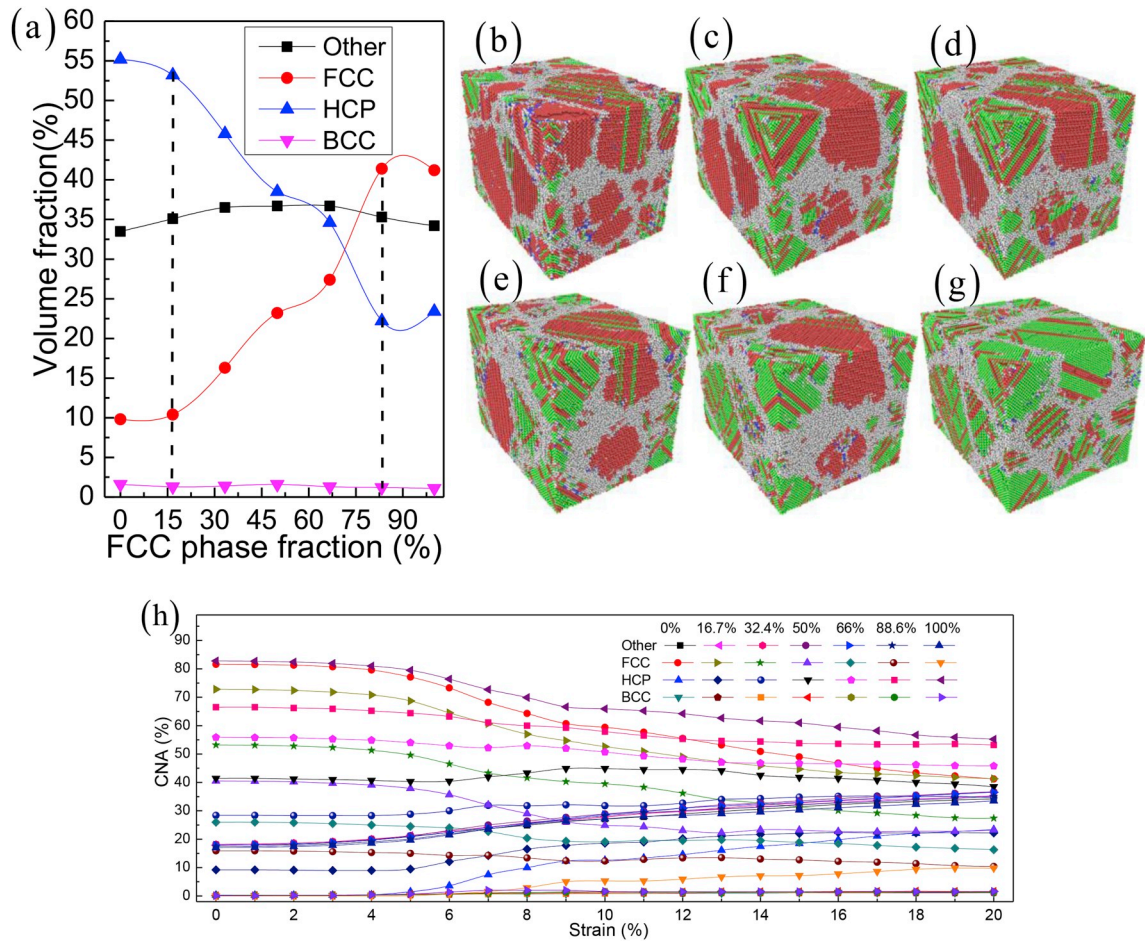 (a)
Volume fraction(%)
60
55
50
45
40
35
30
25
20
15
10
5
0
Other
FCC
HCP
BCC
0 15 30 45 60 75 90
FCC phase fraction (%)
(b)
(c)
(d)
(e)
(f)
(g)
(h)
CNA (%)
90
80
70
60
50
40
30
20
10
0
0% 16.7% 32.4% 50% 66% 88.6% 100%
Other
FCC
HCP
BCC
0 2 4 6 8 10 12 14 16 18 20
Strain (%)